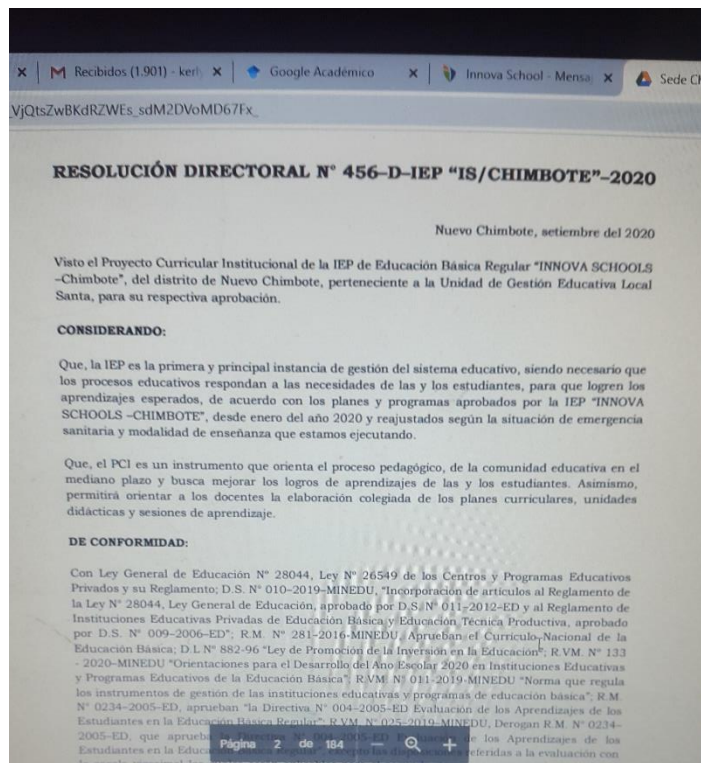 Recibidos (1.901) - kerl
Google Académico
Innova School - Mensa
Sede Ch
_VjQtsZwBKdRZWEs_sdM2DVoMD67Fx_
RESOLUCIÓN DIRECTORAL N° 456-D-IEP "IS/CHIMBOTE"-2020
Nuevo Chimbote, setiembre del 2020
Visto el Proyecto Curricular Institucional de la IEP de Educación Básica Regular "INNOVA SCHOOLS
-Chimbote", del distrito de Nuevo Chimbote, perteneciente a la Unidad de Gestión Educativa Local
Santa, para su respectiva aprobación.
CONSIDERANDO:
Que, la IEP es la primera y principal instancia de gestión del sistema educativo, siendo necesario que
los procesos educativos respondan a las necesidades de las y los estudiantes, para que logren los
aprendizajes esperados, de acuerdo con los planes y programas aprobados por la IEP "INNOVA
SCHOOLS -CHIMBOTE", desde enero del año 2020 y reajustados según la situación de emergencia
sanitaria y modalidad de enseñanza que estamos ejecutando.
Que, el PCI es un instrumento que orienta el proceso pedagógico, de la comunidad educativa en el
mediano plazo y busca mejorar los logros de aprendizajes de las y los estudiantes. Asimismo,
permitirá orientar a los docentes la elaboración colegiada de los planes curriculares, unidades
didácticas y sesiones de aprendizaje.
DE CONFORMIDAD:
Con Ley General de Educación N° 28044, Ley N° 26549 de los Centros y Programas Educativos
Privados y su Reglamento; D.S. N° 010-2019-MINEDU, "Incorporación de artículos al Reglamento de
la Ley N° 28044, Ley General de Educación, aprobado por D.S. N° 011-2012-ED y al Reglamento de
Instituciones Educativas Privadas de Educación Básica y Educación Técnica Productiva, aprobado
por D.S. N° 009-2006-ED"; R.M. N° 281-2016-MINEDU, Aprueban el Currículo Nacional de la
Educación Básica; D.L N° 882-96 "Ley de Promoción de la Inversión en la Educación"; R.VM. N° 133
- 2020-MINEDU "Orientaciones para el Desarrollo del Año Escolar 2020 en Instituciones Educativas
y Programas Educativos de la Educación Básica"; R.VM N° 011-2019-MINEDU "Norma que regula
los instrumentos de gestión de las instituciones educativas y programas de educación básica"; R.M.
N° 0234-2005-ED, aprueban "la Directiva N° 004-2005-ED Evaluación de los Aprendizajes de los
Estudiantes en la Educación Básica Regular"; R.VM. N° 025-2019-MINEDU, Derogan R.M. N° 0234-
2005-ED, que aprueba la Directiva N° 004-2005-ED Evaluación de los Aprendizajes de los
Estudiantes en la Educación Básica Regular", excepto las disposiciones referidas a la evaluación con
Página 2 de 184